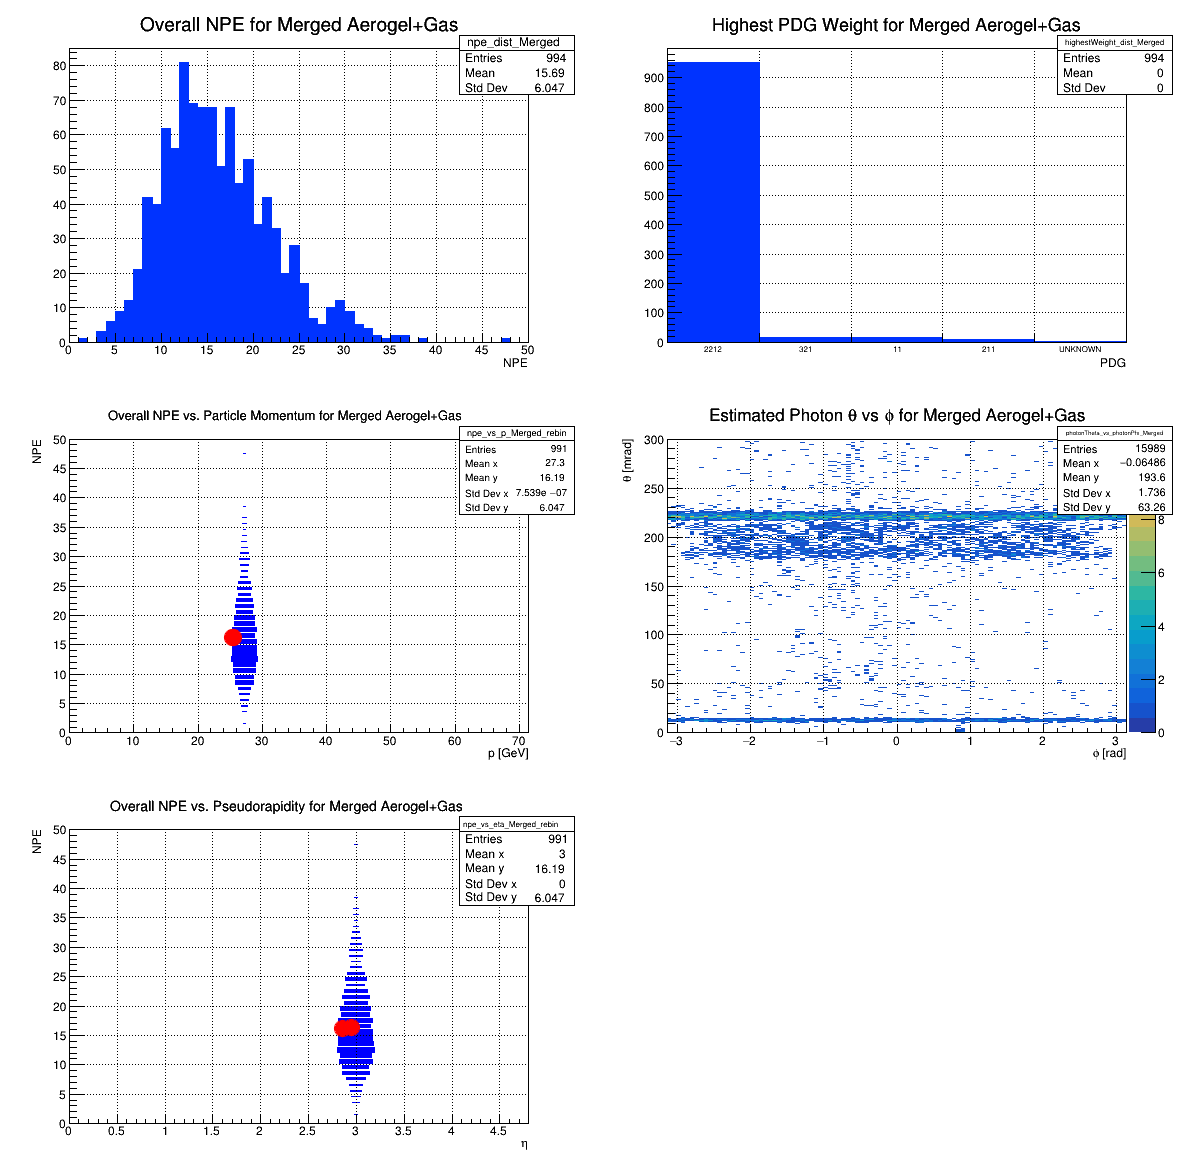 Overall NPE for Merged Aerogel+Gas
npe_dist_Merged
Entries 994
Mean 15.69
Std Dev 6.047
80
70
60
50
40
30
20
10
0
0 5 10 15 20 25 30 35 40 45 50
NPE
Highest PDG Weight for Merged Aerogel+Gas
highestWeight_dist_Merged
Entries 994
Mean 0
Std Dev 0
900
800
700
600
500
400
300
200
100
0
2212 321 11 211 UNKNOWN
PDG
Overall NPE vs. Particle Momentum for Merged Aerogel+Gas
NPE
npe_vs_p_Merged_rebin
Entries 991
Mean x 27.3
Mean y 16.19
Std Dev x 7.539e −07
Std Dev y 6.047
50
45
40
35
30
25
20
15
10
5
0
0 10 20 30 40 50 60 70
p [GeV]
Estimated Photon θ vs ϕ for Merged Aerogel+Gas
θ [mrad]
photonTheta_vs_photonPhi_Merged
Entries 15989
Mean x −0.06486
Mean y 193.6
Std Dev x 1.736
Std Dev y 63.26
300
250
200
150
100
50
0
−3 −2 −1 0 1 2 3
ϕ [rad]
8
6
4
2
0
Overall NPE vs. Pseudorapidity for Merged Aerogel+Gas
NPE
npe_vs_eta_Merged_rebin
Entries 991
Mean x 3
Mean y 16.19
Std Dev x 0
Std Dev y 6.047
50
45
40
35
30
25
20
15
10
5
0
0 0.5 1 1.5 2 2.5 3 3.5 4 4.5
η